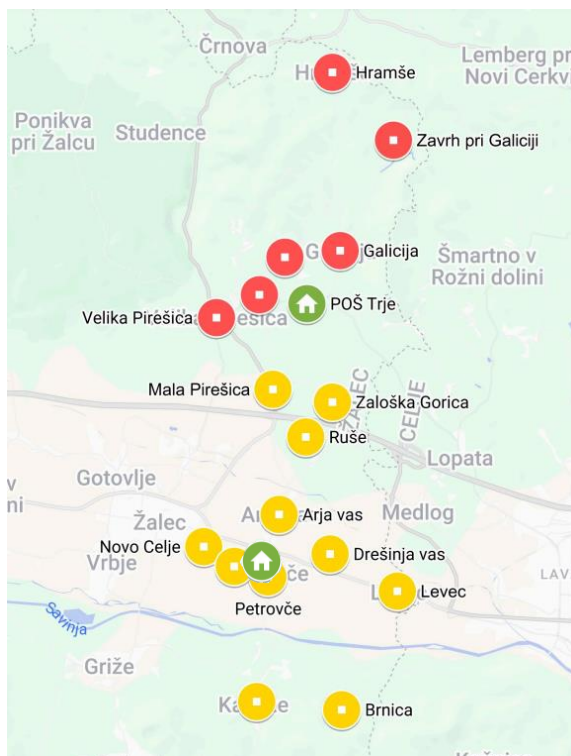 Črnova
Lemberg pri
Novi Cerkvi
Hramše
Ponikva
pri Žalcu
Studence
Zavrh pri Galiciji
Galicija
Šmartno v
Rožni dolini
POŠ Trje
Velika Pirešica
Mala Pirešica
Zaloška Gorica
ŽALEC
CELJE
Ruše
Lopata
Gotovlje
Arja vas
Medlog
Žalec
Novo Celje
Drešinja vas
Vrbje
LAV
Levec
Petrovče
Savinja
Griže
Brnica